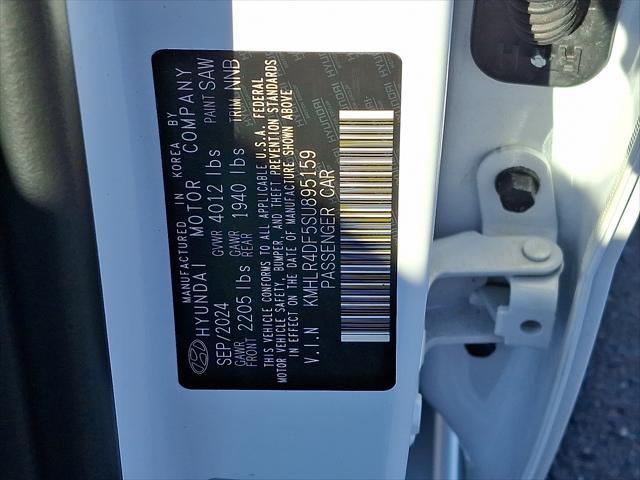 MANUFACTURED IN KOREA BY
HYUNDAI MOTOR COMPANY
SEP/2024 GVWR 4012 lbs PAINT SAW
GAWR FRONT 2205 lbs GAWR REAR 1940 lbs TRIM NNB
THIS VEHICLE CONFORMS TO ALL APPLICABLE U.S.A. FEDERAL
MOTOR VEHICLE SAFETY, BUMPER, AND THEFT PREVENTION STANDARDS
IN EFFECT ON THE DATE OF MANUFACTURE SHOWN ABOVE.
V.I.N KMHLR4DF5SU895159
PASSENGER CAR